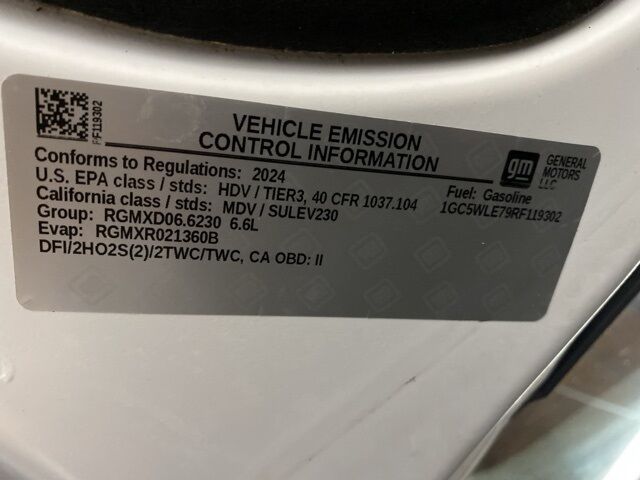 RF119302
VEHICLE EMISSION
CONTROL INFORMATION
gm
GENERAL
MOTORS
LLC
Conforms to Regulations: 2024
U.S. EPA class / stds: HDV / TIER3, 40 CFR 1037.104
Fuel: Gasoline
California class / stds: MDV / SULEV230
1GC5WLE79RF119302
Group: RGMXD06.6230 6.6L
Evap: RGMXR021360B
DFI/2HO2S(2)/2TWC/TWC, CA OBD: II